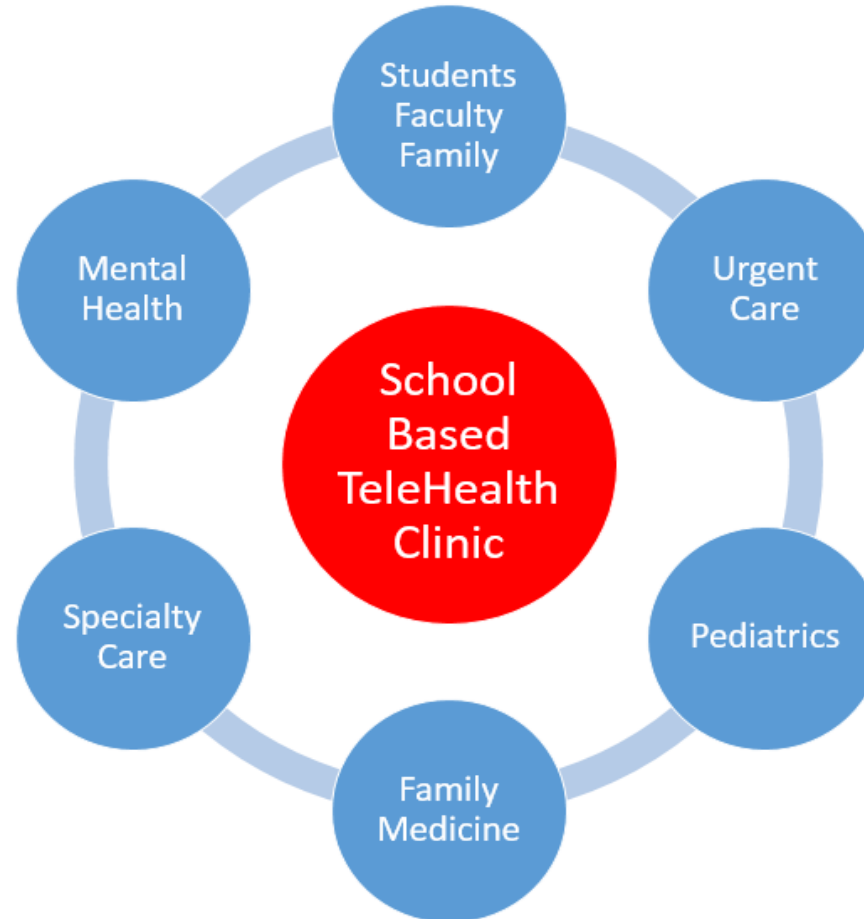 Students
Faculty
Family
Urgent
Care
Pediatrics
Family
Medicine
Specialty
Care
Mental
Health
School
Based
TeleHealth
Clinic